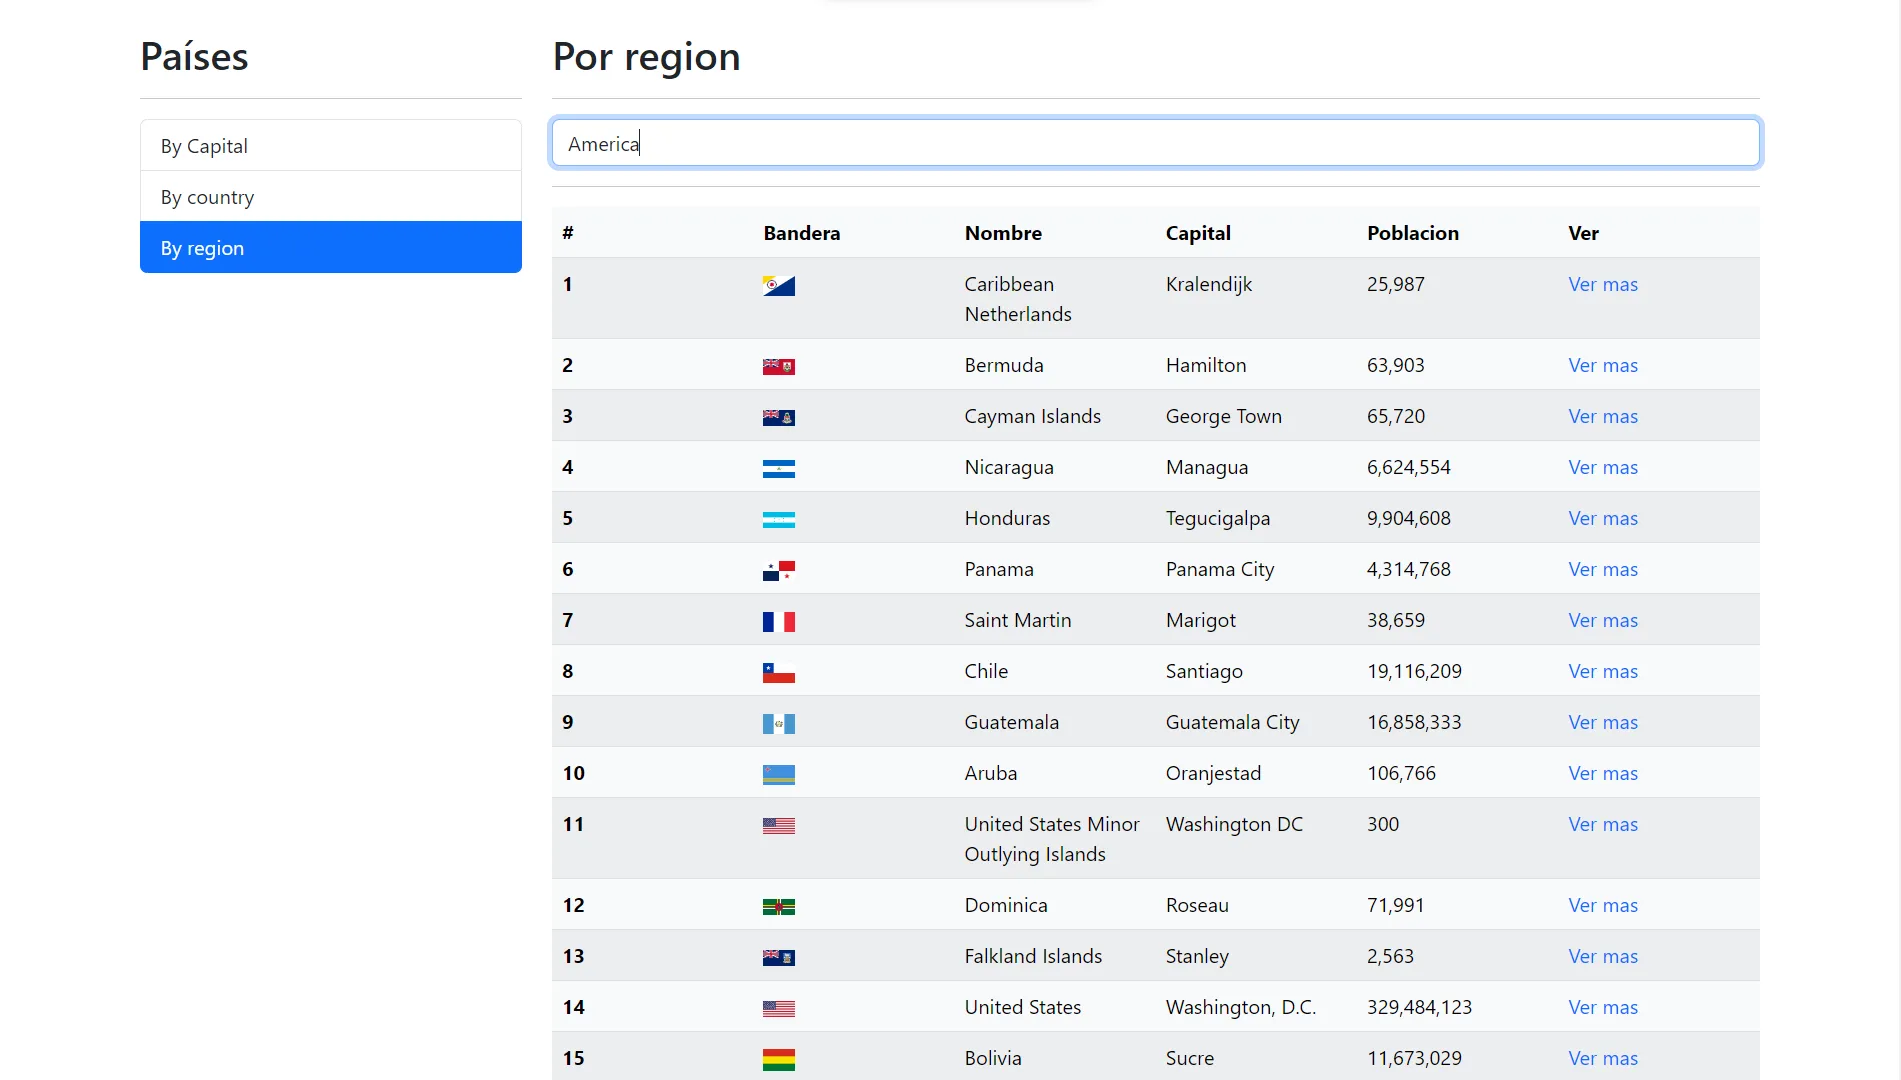 Países
By Capital
By country
By region
Por region
America
# Bandera Nombre Capital Poblacion Ver
1 Caribbean Netherlands Kralendijk 25,987 Ver mas
2 Bermuda Hamilton 63,903 Ver mas
3 Cayman Islands George Town 65,720 Ver mas
4 Nicaragua Managua 6,624,554 Ver mas
5 Honduras Tegucigalpa 9,904,608 Ver mas
6 Panama Panama City 4,314,768 Ver mas
7 Saint Martin Marigot 38,659 Ver mas
8 Chile Santiago 19,116,209 Ver mas
9 Guatemala Guatemala City 16,858,333 Ver mas
10 Aruba Oranjestad 106,766 Ver mas
11 United States Minor Outlying Islands Washington DC 300 Ver mas
12 Dominica Roseau 71,991 Ver mas
13 Falkland Islands Stanley 2,563 Ver mas
14 United States Washington, D.C. 329,484,123 Ver mas
15 Bolivia Sucre 11,673,029 Ver mas